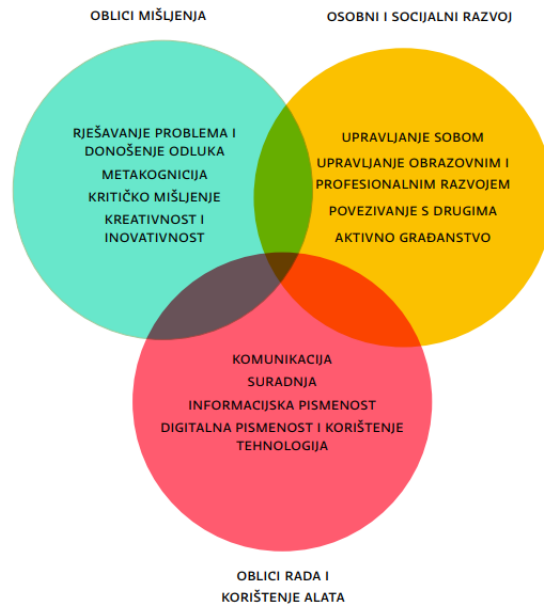 OBLICI MIŠLJENJA
OSOBNI I SOCIJALNI RAZVOJ
RJEŠAVANJE PROBLEMA I
DONOŠENJE ODLUKA
METAKOGNICIJA
KRITIČKO MIŠLJENJE
KREATIVNOST I
INOVATIVNOST
UPRAVLJANJE SOBOM
UPRAVLJANJE OBRAZOVNIM I
PROFESIONALNIM RAZVOJEM
POVEZIVANJE S DRUGIMA
AKTIVNO GRAĐANSTVO
KOMUNIKACIJA
SURADNJA
INFORMACIJSKA PISMENOST
DIGITALNA PISMENOST I KORIŠTENJE
TEHNOLOGIJA
OBLICI RADA I
KORIŠTENJE ALATA